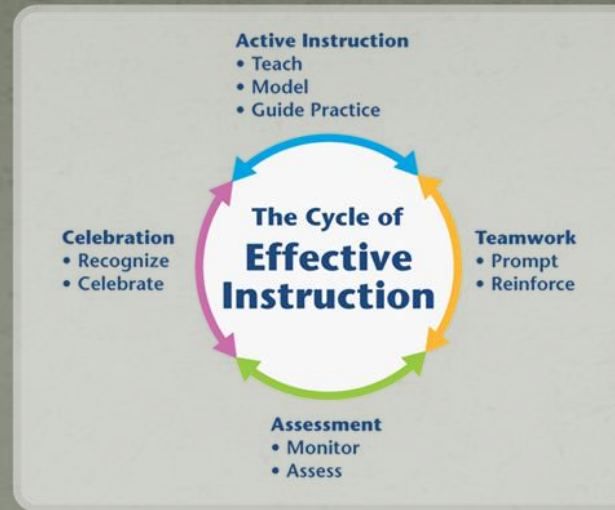 Active Instruction
• Teach
• Model
• Guide Practice
The Cycle of
Effective
Instruction
Celebration
• Recognize
• Celebrate
Teamwork
• Prompt
• Reinforce
Assessment
• Monitor
• Assess